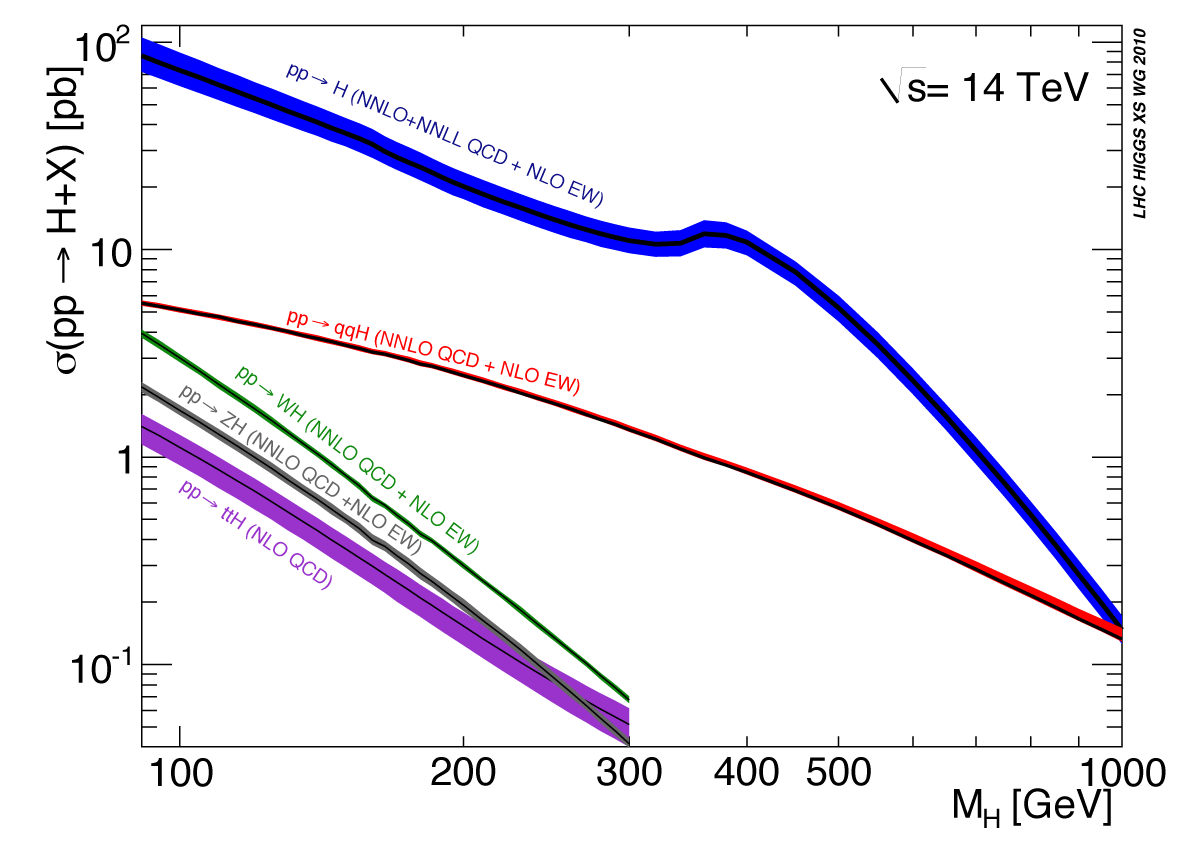 σ(pp → H+X) [pb]
10²
10
1
10⁻¹
pp→ H (NNLO+NNLL QCD + NLO EW)
√s= 14 TeV
LHC HIGGS XS WG 2010
pp→ qqH (NNLO QCD + NLO EW)
pp→ WH (NNLO QCD + NLO EW)
pp→ ZH (NNLO QCD +NLO EW)
pp→ ttH (NLO QCD)
100 200 300 400 500 1000
M_H [GeV]